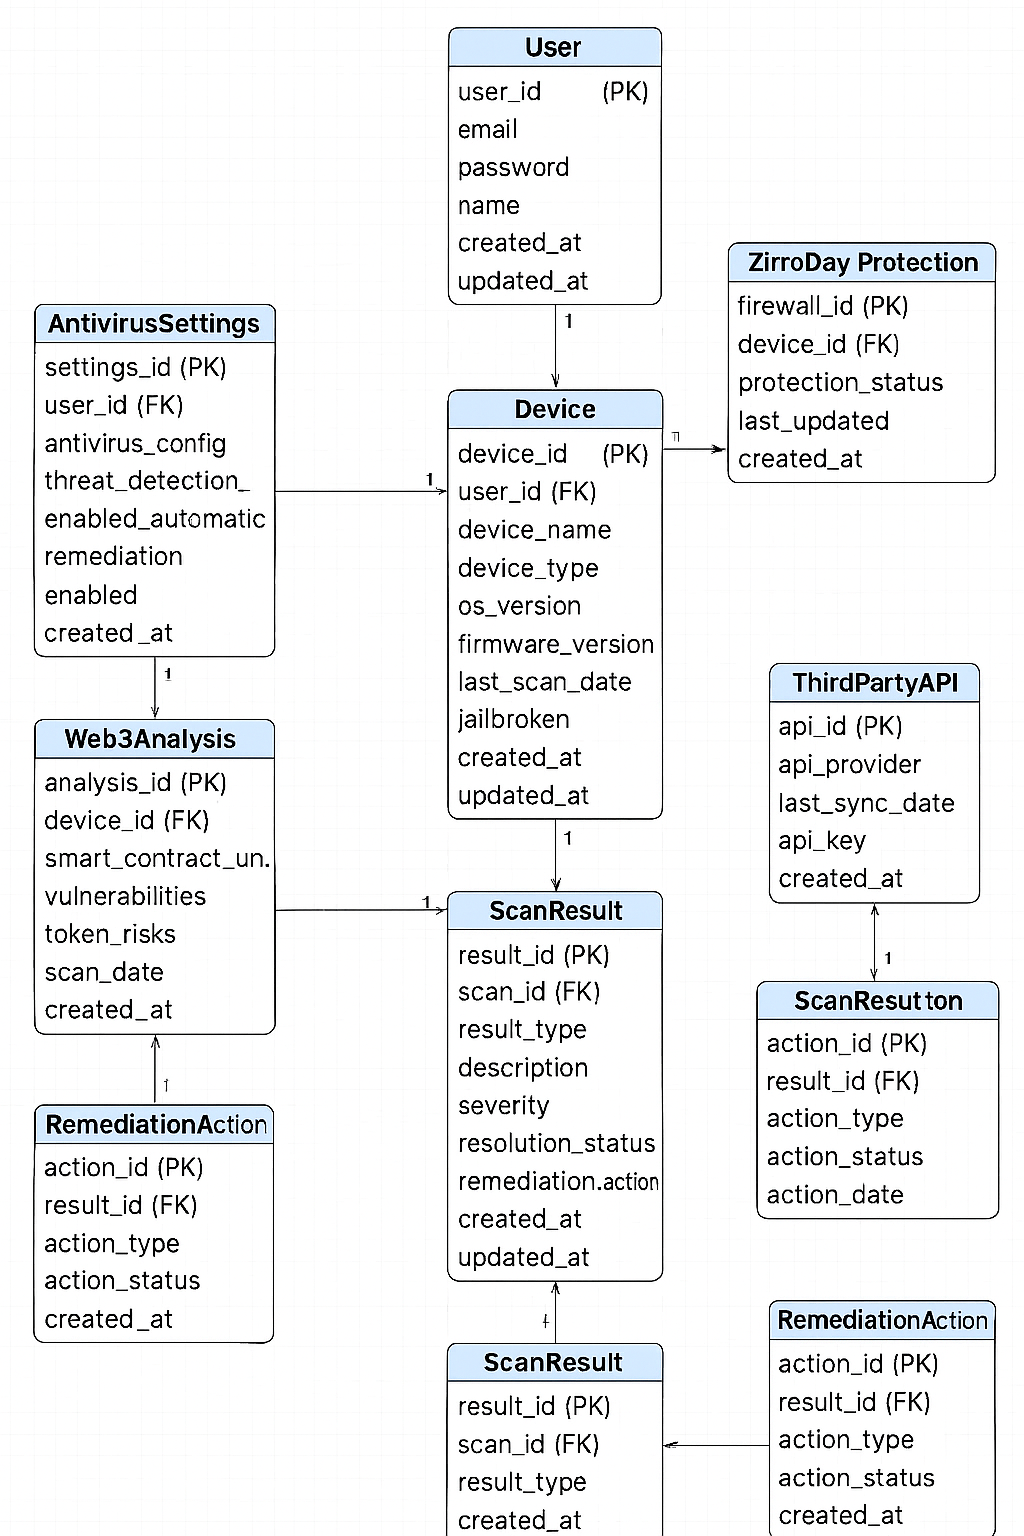 User
user_id (PK)
email
password
name
created_at
updated_at
1
ZirroDay Protection
firewall_id (PK)
device_id (FK)
protection_status
last_updated
created_at
AntivirusSettings
settings_id (PK)
user_id (FK)
antivirus_config
threat_detection_
enabled_automatic
remediation
enabled
created_at
1
1
Device
device_id (PK)
user_id (FK)
device_name
device_type
os_version
firmware_version
last_scan_date
jailbroken
created_at
updated_at
1
ThirdPartyAPI
api_id (PK)
api_provider
last_sync_date
api_key
created_at
1
Web3Analysis
analysis_id (PK)
device_id (FK)
smart_contract_un.
vulnerabilities
token_risks
scan_date
created_at
1
ScanResult
result_id (PK)
scan_id (FK)
result_type
description
severity
resolution_status
remediation.action
created_at
updated_at
ScanResutton
action_id (PK)
result_id (FK)
action_type
action_status
action_date
RemediationAction
action_id (PK)
result_id (FK)
action_type
action_status
created_at
ScanResult
result_id (PK)
scan_id (FK)
result_type
created_at
RemediationAction
action_id (PK)
result_id (FK)
action_type
action_status
created_at